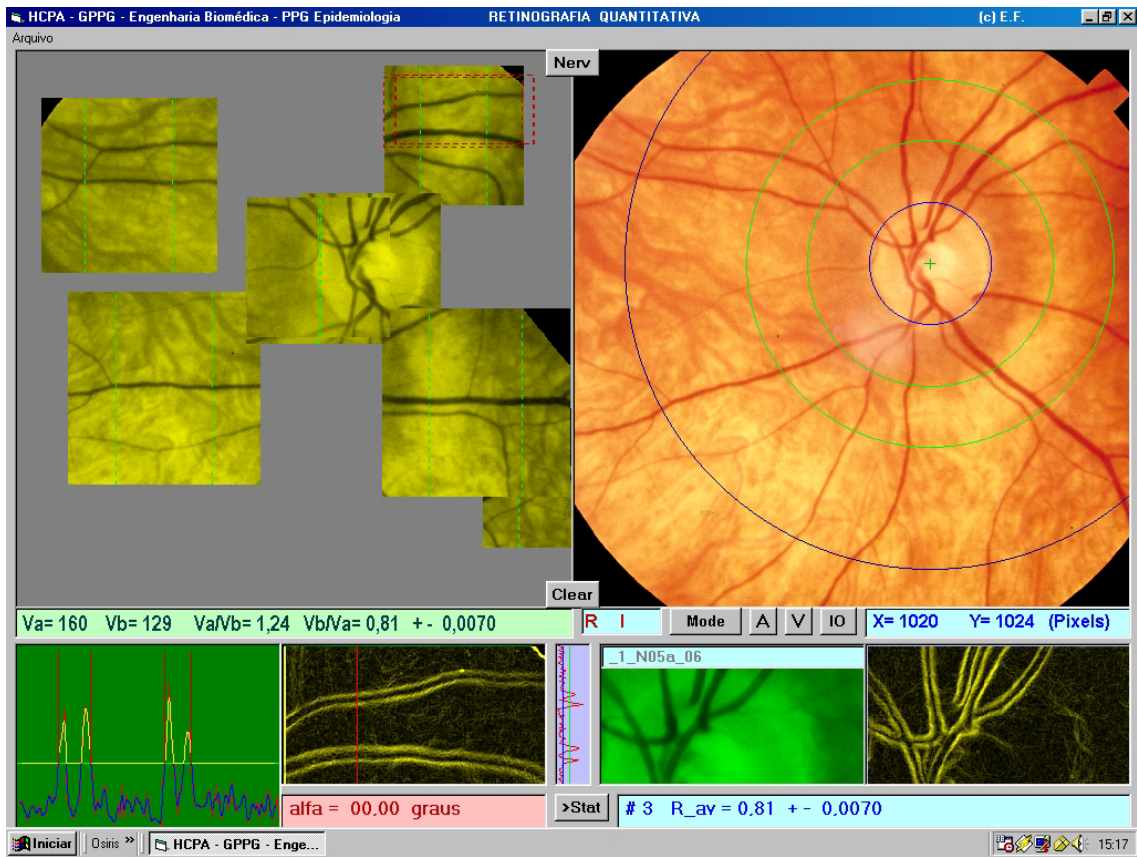 HCPA - GPPG - Engenharia Biomédica - PPG Epidemiologia RETINOGRAFIA QUANTITATIVA (c) E.F.
Arquivo
Nerv
Clear
Va= 160 Vb= 129 Va/Vb= 1,24 Vb/Va= 0,81 + - 0,0070
R I
Mode
A
V
IO
X= 1020 Y= 1024 (Pixels)
_1_N05a_06
alfa = 00,00 graus
>Stat
# 3 R_av = 0,81 + - 0,0070
Iniciar
Osiris »
HCPA - GPPG - Enge...
15:17